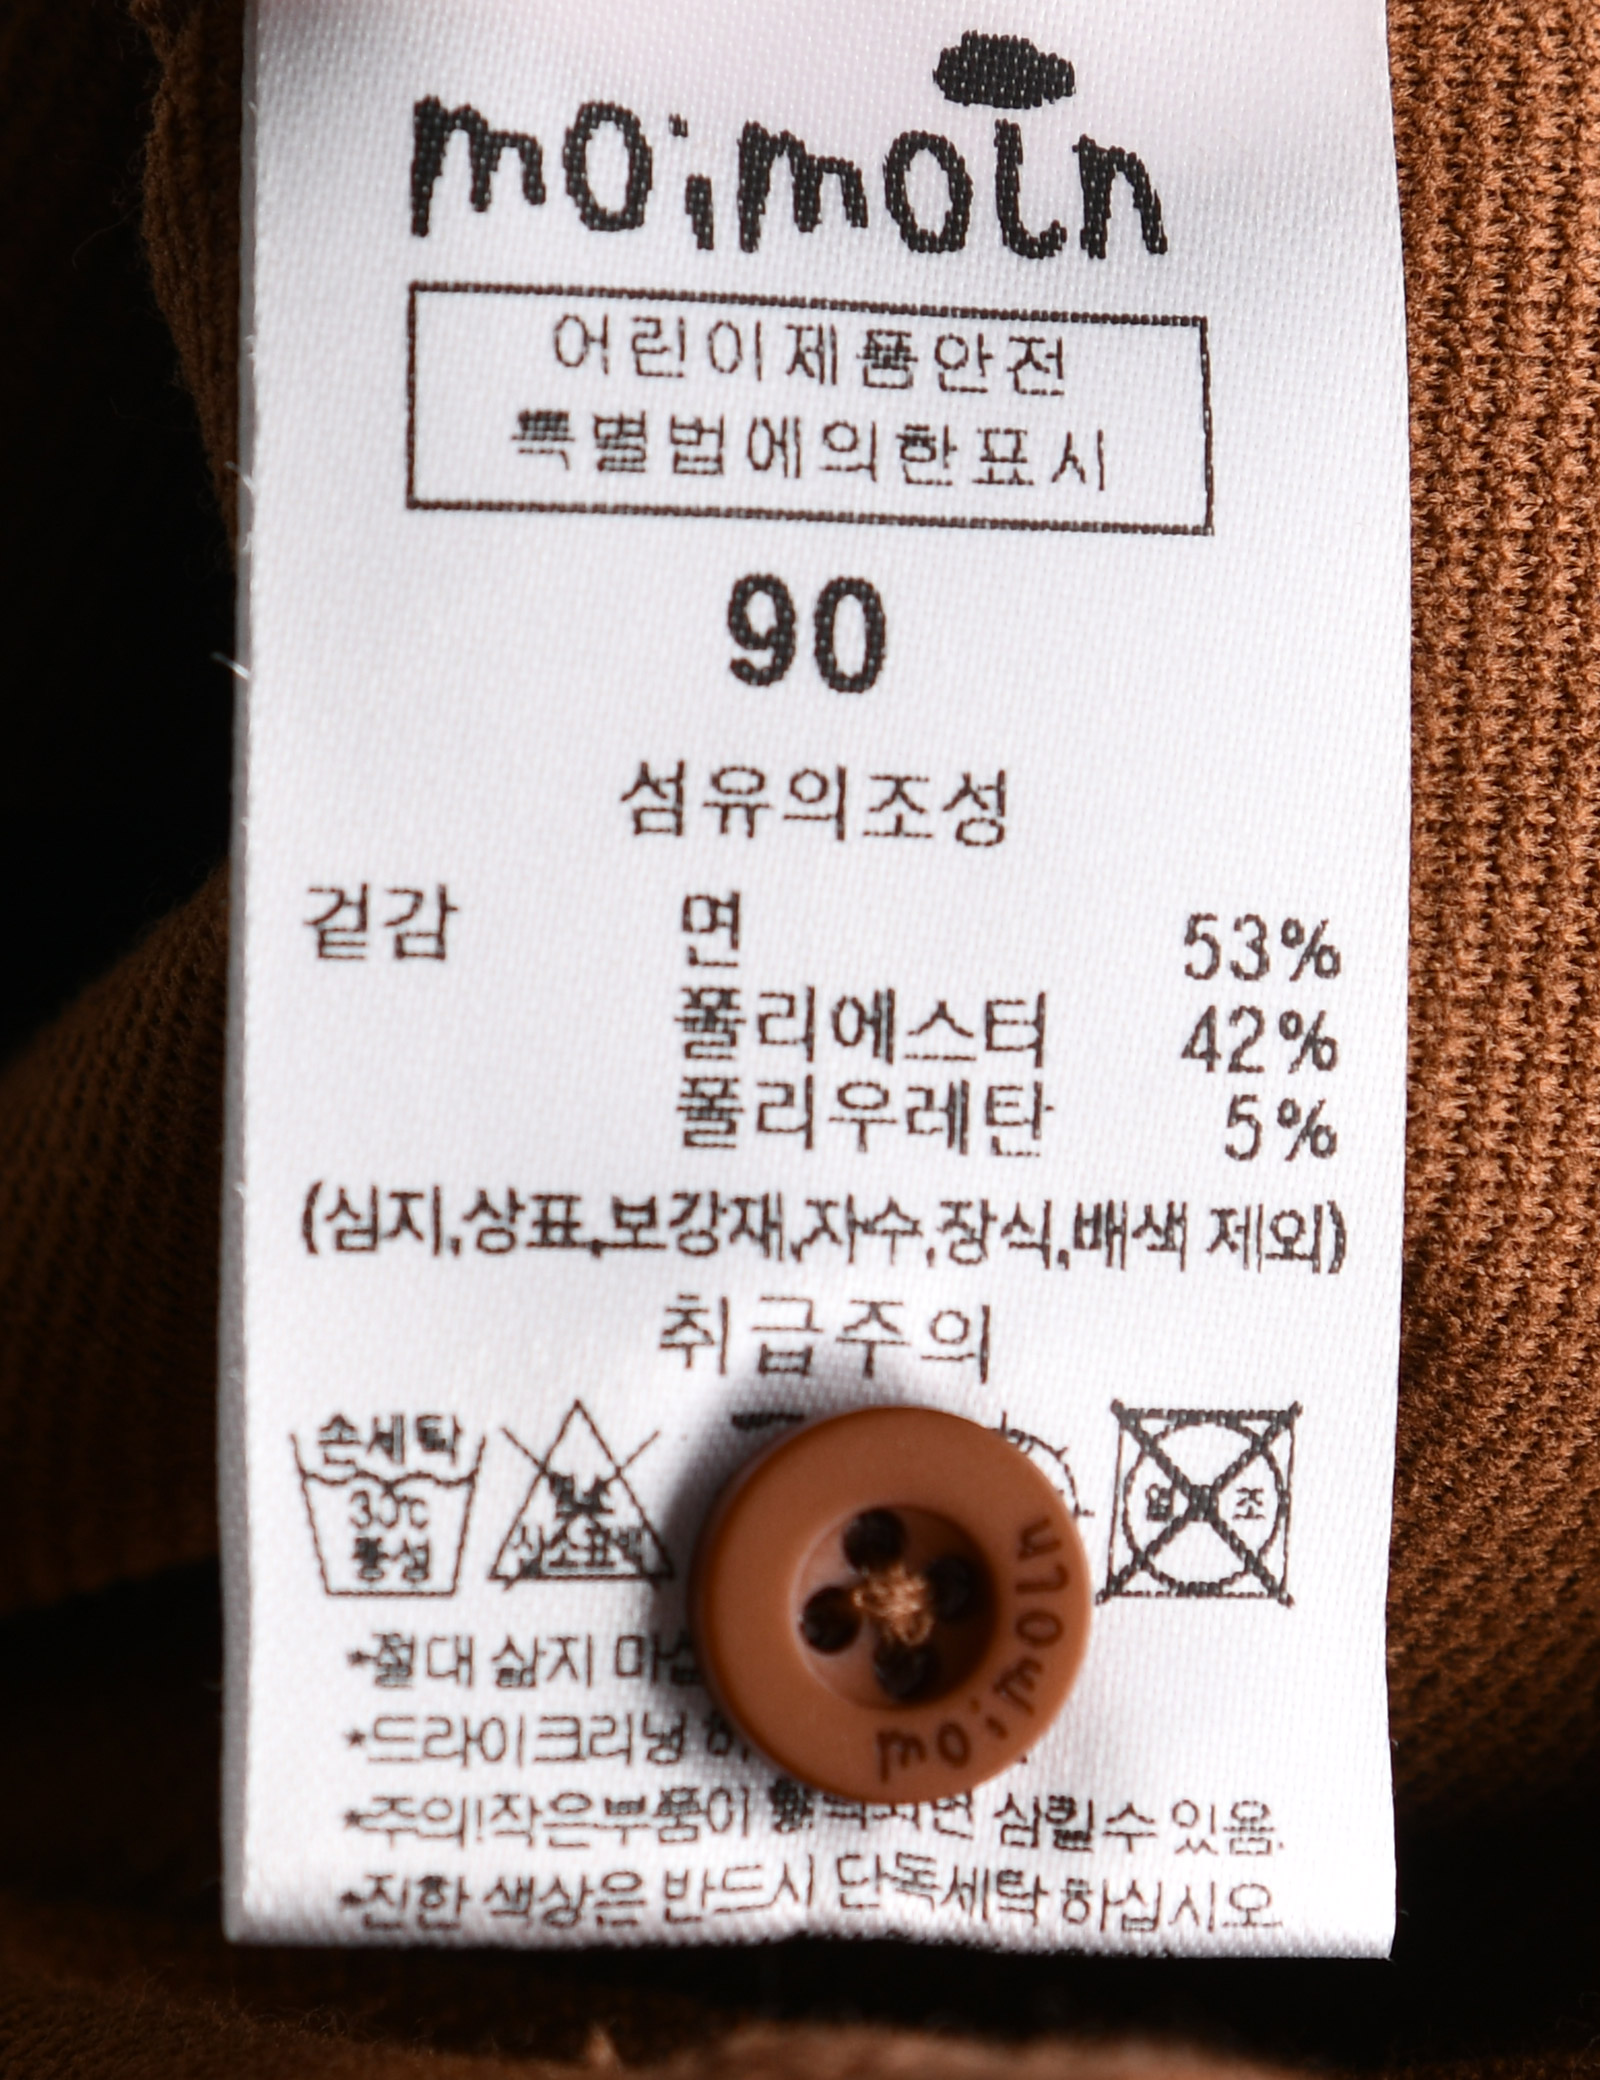 moimoln
어린이제품안전
특별법에의한표시
90
섬유의조성
겉감 면 53%
폴리에스터 42%
폴리우레탄 5%
(심지,상표,보강재,자수,장식,배색 제외)
취급주의
손세탁
30℃
중성
염소
산소표백
조
*절대 삶지
*드라이크리닝
*주의!작은부품이 삼킬수 있음.
*진한 색상은 반드시 단독세탁 하십시오.
moimoln